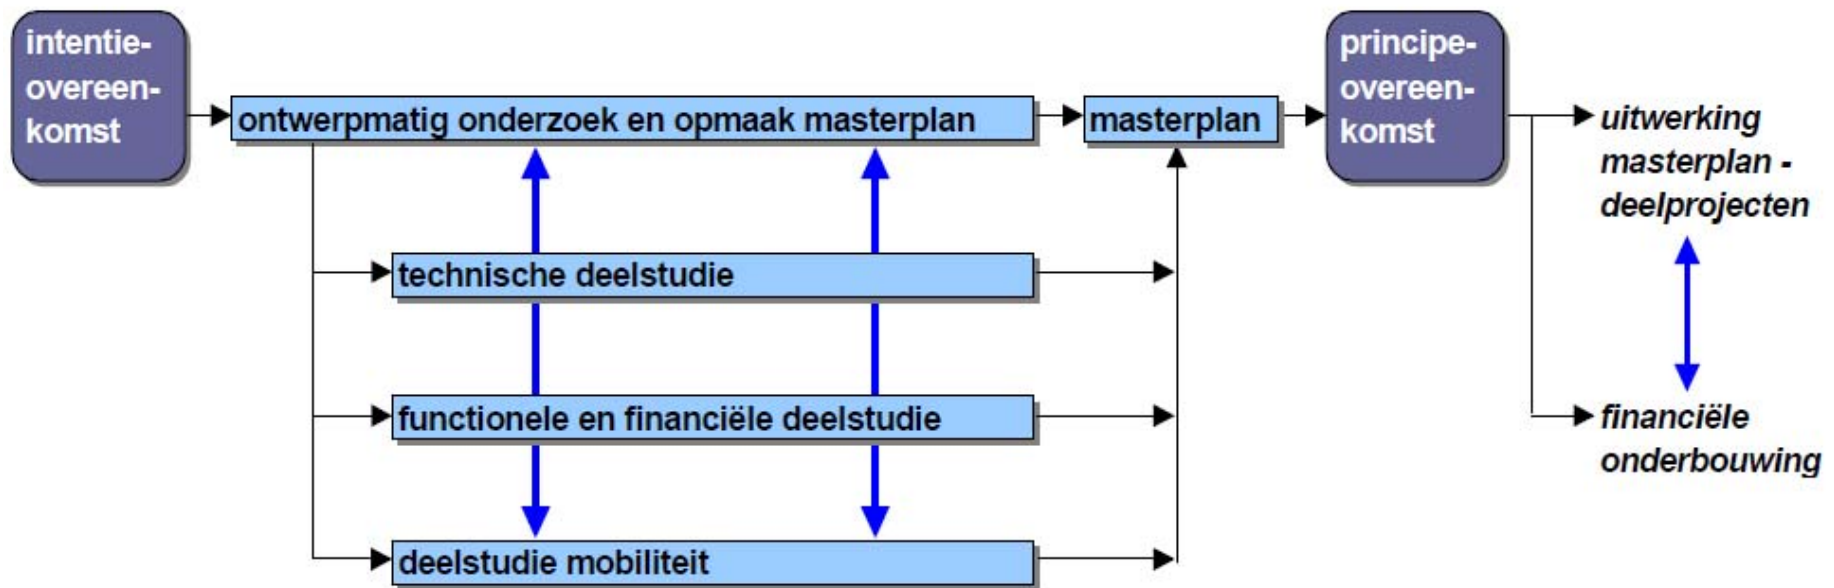 intentie-
overeen-
komst
ontwerpmatig onderzoek en opmaak masterplan
masterplan
principe-
overeen-
komst
uitwerking
masterplan -
deelprojecten
technische deelstudie
functionele en financiële deelstudie
financiële
onderbouwing
deelstudie mobiliteit